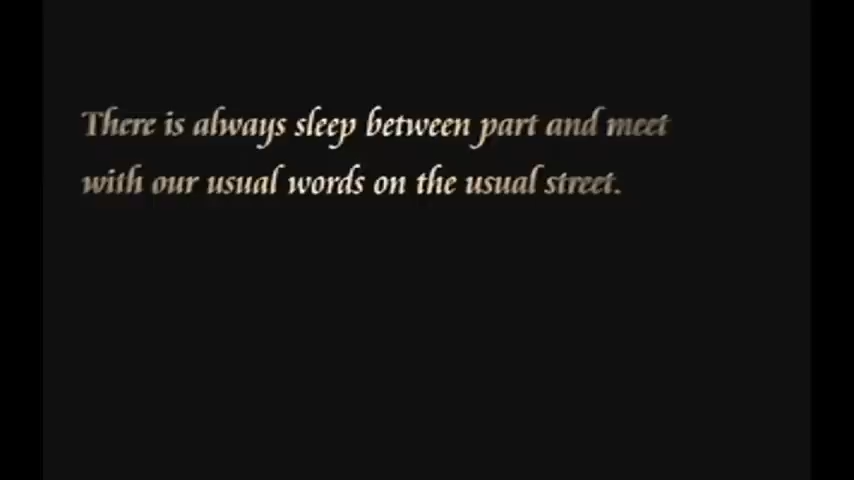 There is always sleep between part and meet
with our usual words on the usual street.